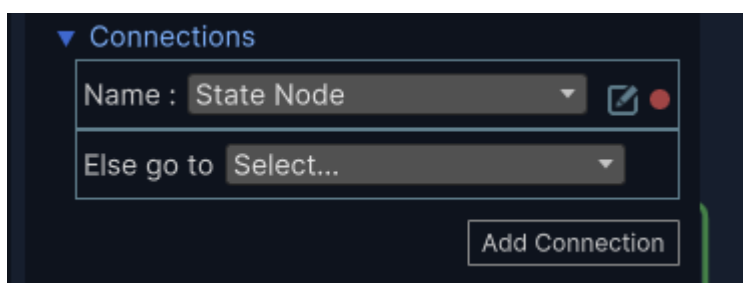 Connections
Name : State Node
Else go to Select...
Add Connection